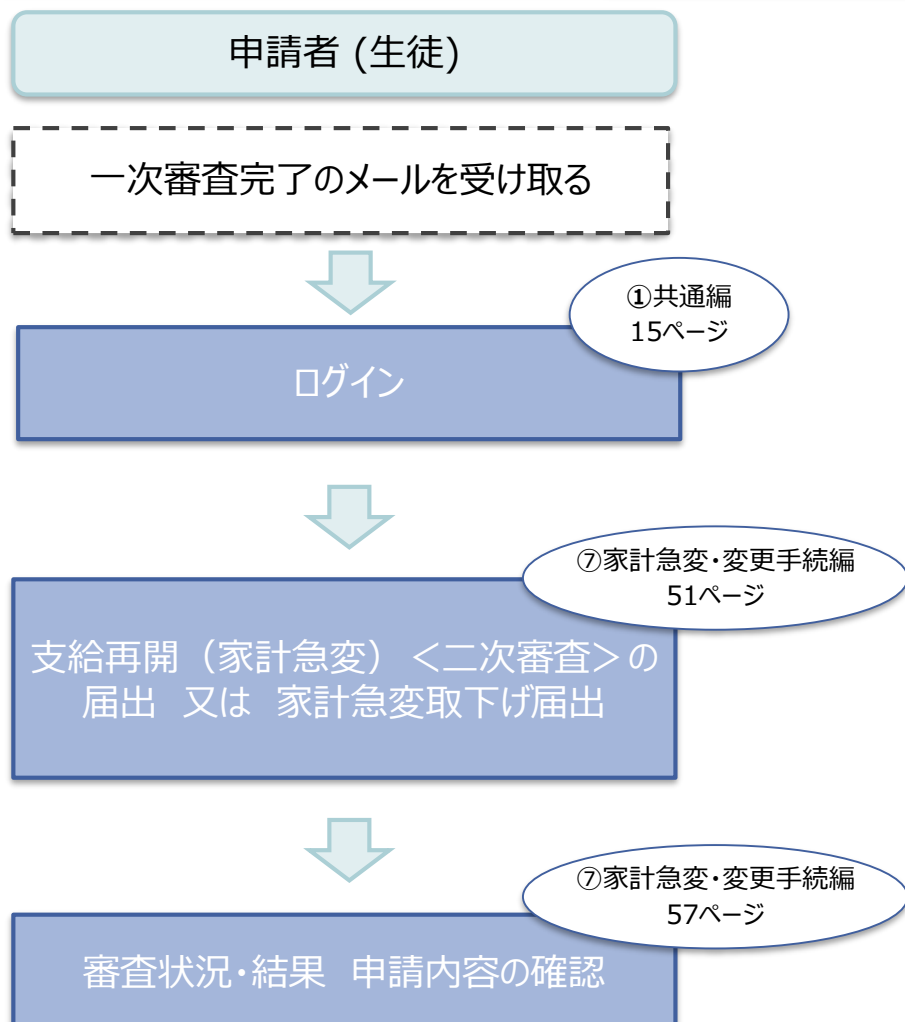 申請者 (生徒)
一次審査完了のメールを受け取る
①共通編
15ページ
ログイン
⑦家計急変・変更手続編
51ページ
支給再開（家計急変）＜二次審査＞の
届出 又は 家計急変取下げ届出
⑦家計急変・変更手続編
57ページ
審査状況・結果 申請内容の確認